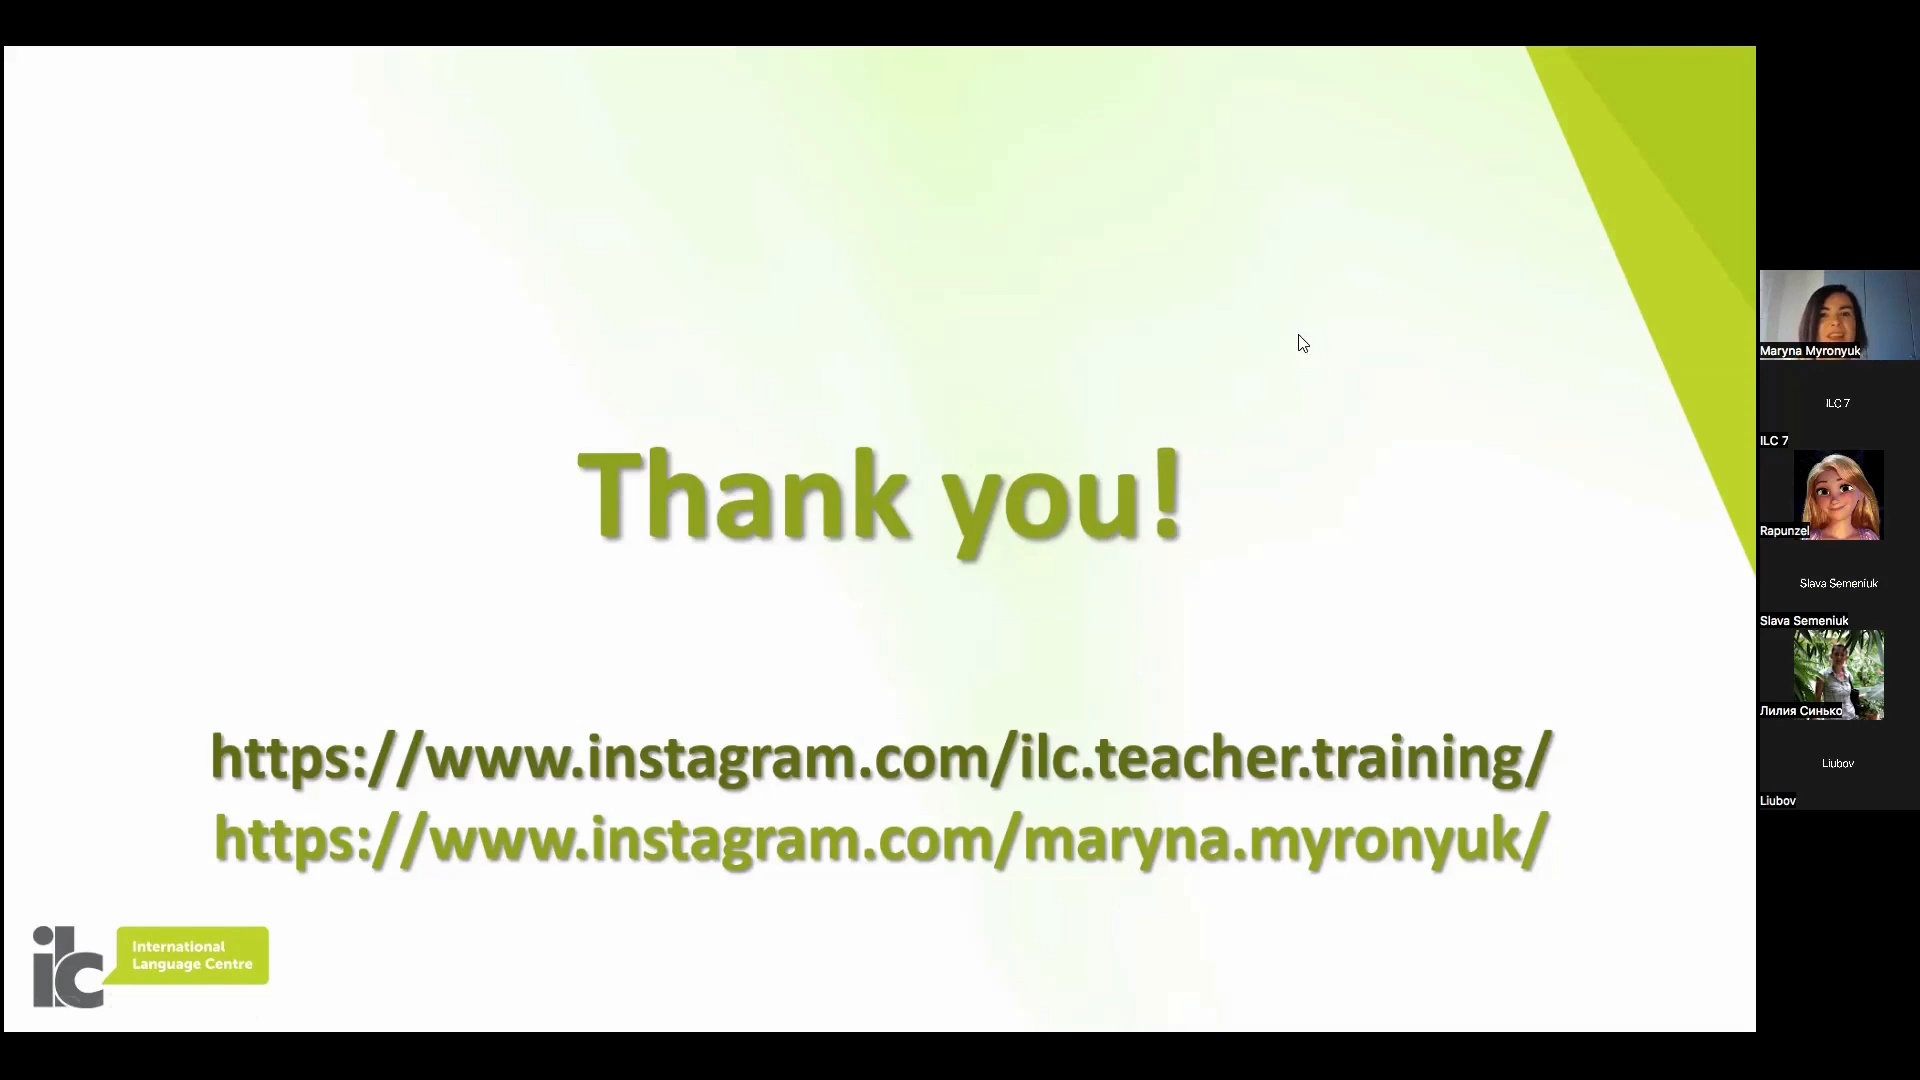 Thank you!
https://www.instagram.com/ilc.teacher.training/
https://www.instagram.com/maryna.myronyuk/
ilc
International
Language Centre
Maryna Myronyuk
ILC 7
ILC 7
Rapunzel
Slava Semeniuk
Slava Semeniuk
Лилия Синько
Liubov
Liubov